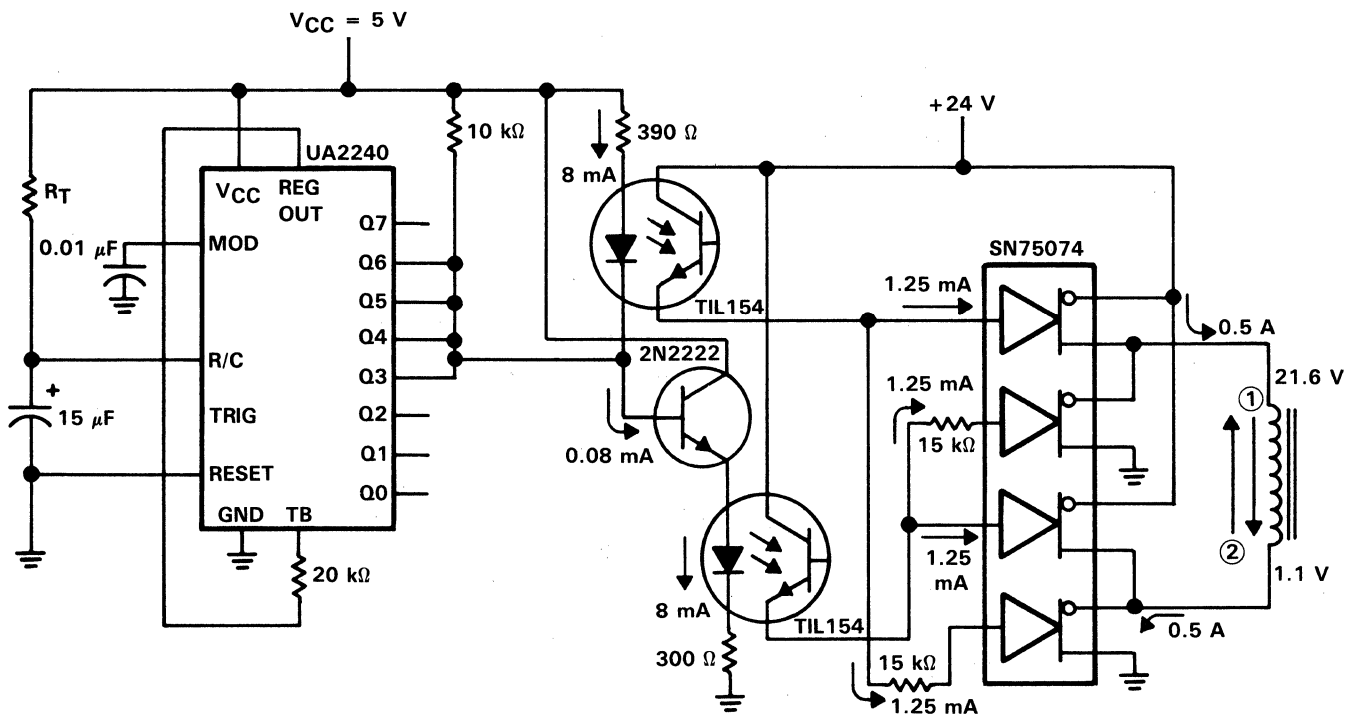 VCC = 5 V
+24 V
10 kΩ
390 Ω
UA2240
8 mA
RT
VCC
REG OUT
Q7
0.01 μF
MOD
SN75074
Q6
1.25 mA
Q5
TIL154
0.5 A
Q4
2N2222
R/C
Q3
1.25 mA
21.6 V
+
15 μF
TRIG
Q2
①
15 kΩ
0.08 mA
RESET
Q1
Q0
GND
TB
②
1.25 mA
20 kΩ
1.1 V
8 mA
TIL154
0.5 A
300 Ω
15 kΩ
1.25 mA